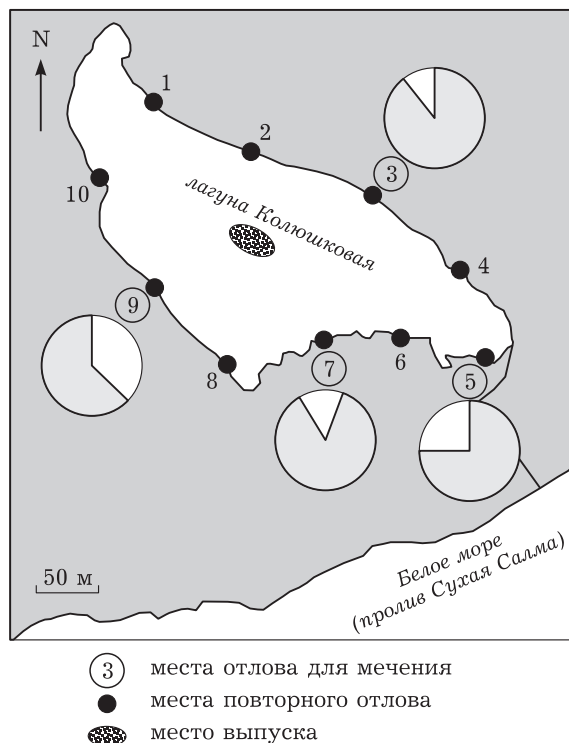 N
1
2
3
4
10
лагуна Колюшковая
9
8
7
6
5
50 м
Белое море
(пролив Сухая Салма)
3 места отлова для мечения
места повторного отлова
место выпуска